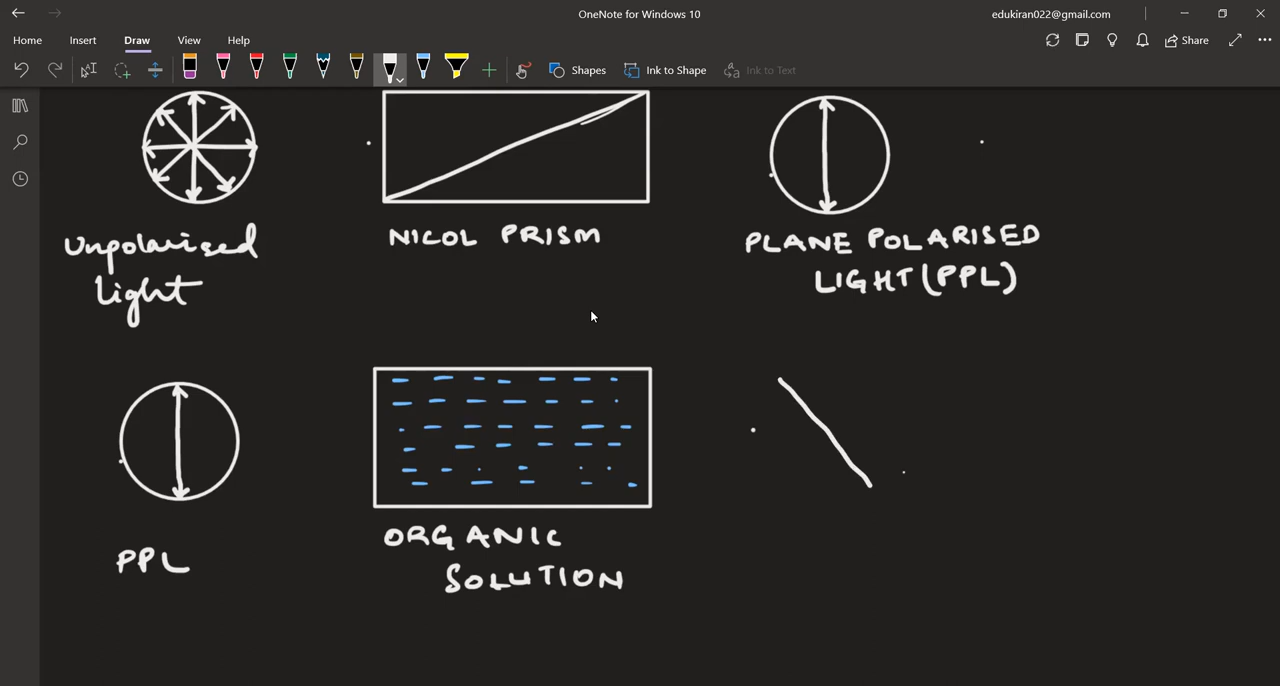 OneNote for Windows 10
edukiran022@gmail.com
Home Insert Draw View Help
Share
Shapes Ink to Shape Ink to Text
Unpolarised
light
NICOL PRISM
PLANE POLARISED
LIGHT (PPL)
PPL
ORGANIC
SOLUTION